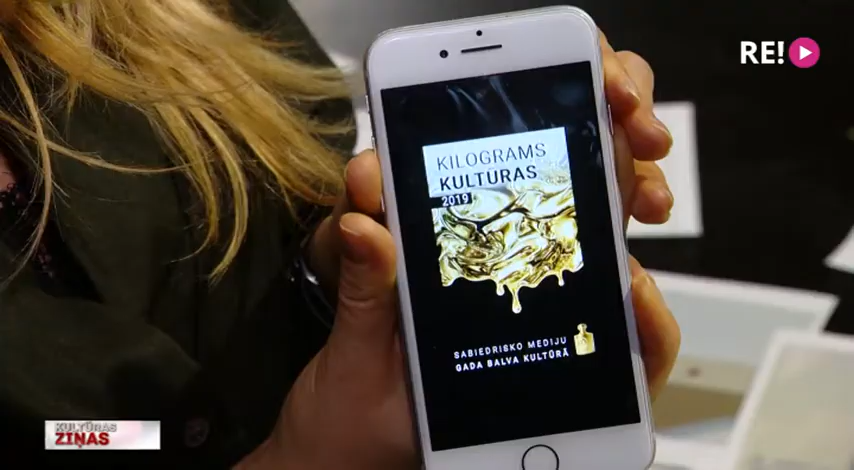 RE!
KILOGRAMS
KULTŪRAS
2019
SABIEDRISKO MEDIJU
GADA BALVA KULTŪRĀ
KULTŪRAS
ZIŅAS